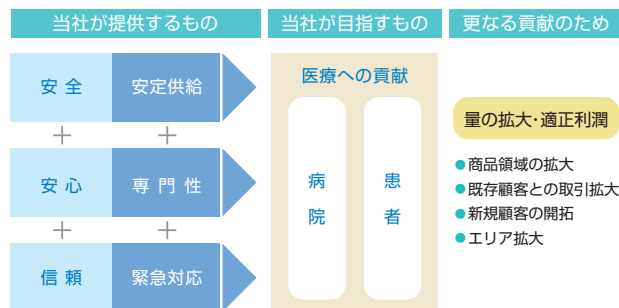 当社が提供するもの
当社が目指すもの
更なる貢献のため
安全 安定供給
＋ ＋
安心 専門性
＋ ＋
信頼 緊急対応
医療への貢献
病院
患者
量の拡大・適正利潤
●商品領域の拡大
●既存顧客との取引拡大
●新規顧客の開拓
●エリア拡大